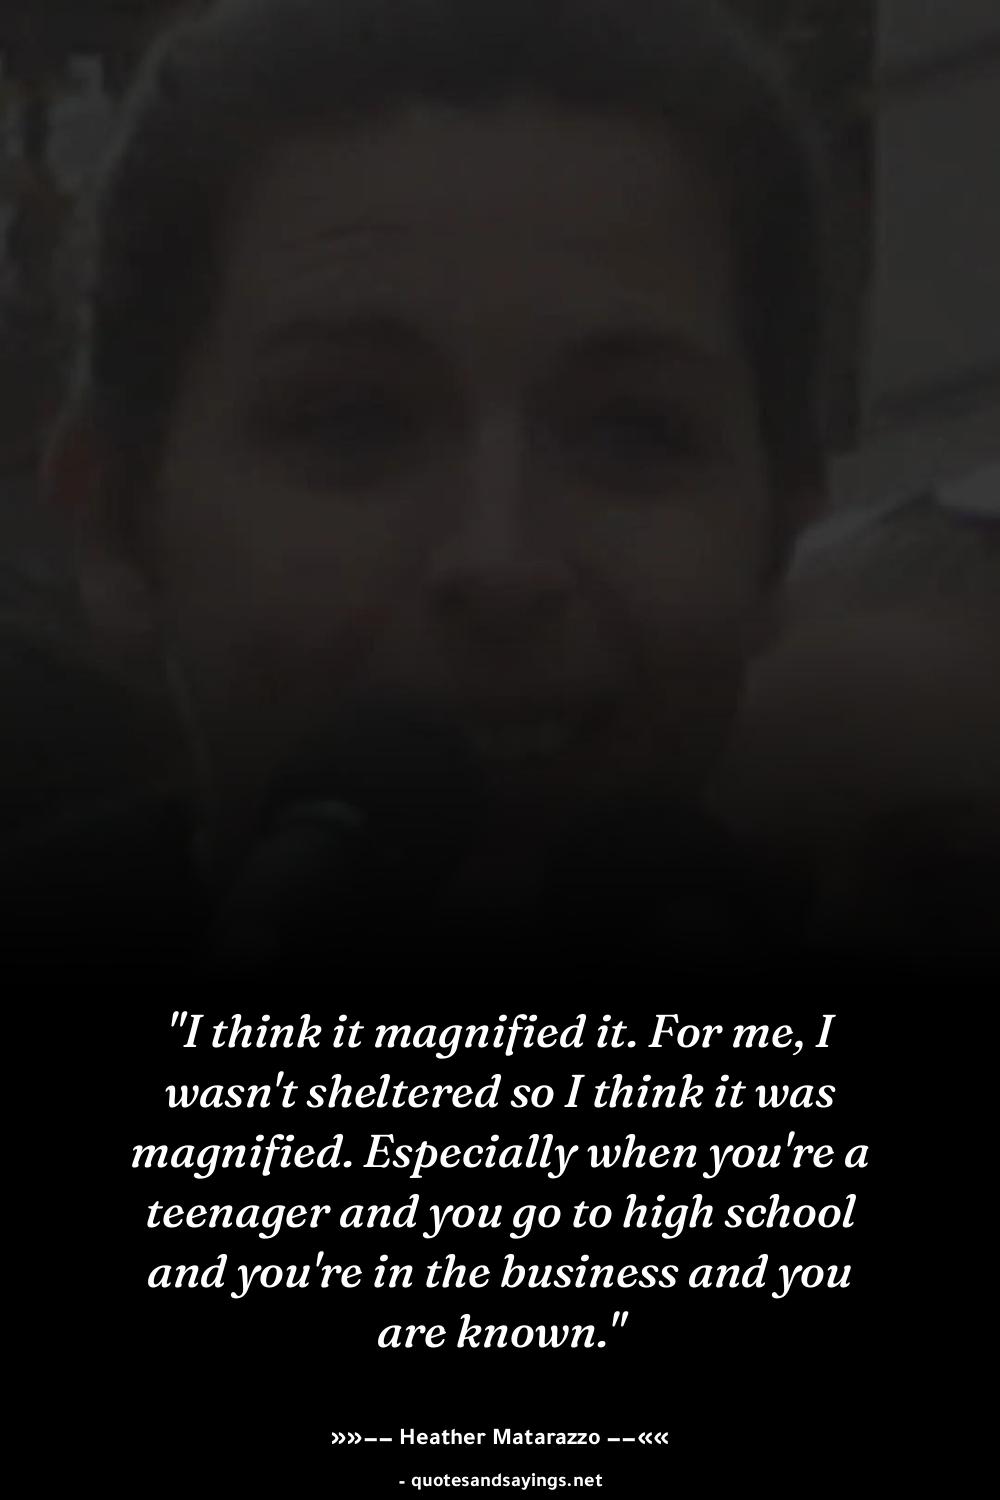 "I think it magnified it. For me, I
wasn't sheltered so I think it was
magnified. Especially when you're a
teenager and you go to high school
and you're in the business and you
are known."
»»−− Heather Matarazzo −−««
- quotesandsayings.net